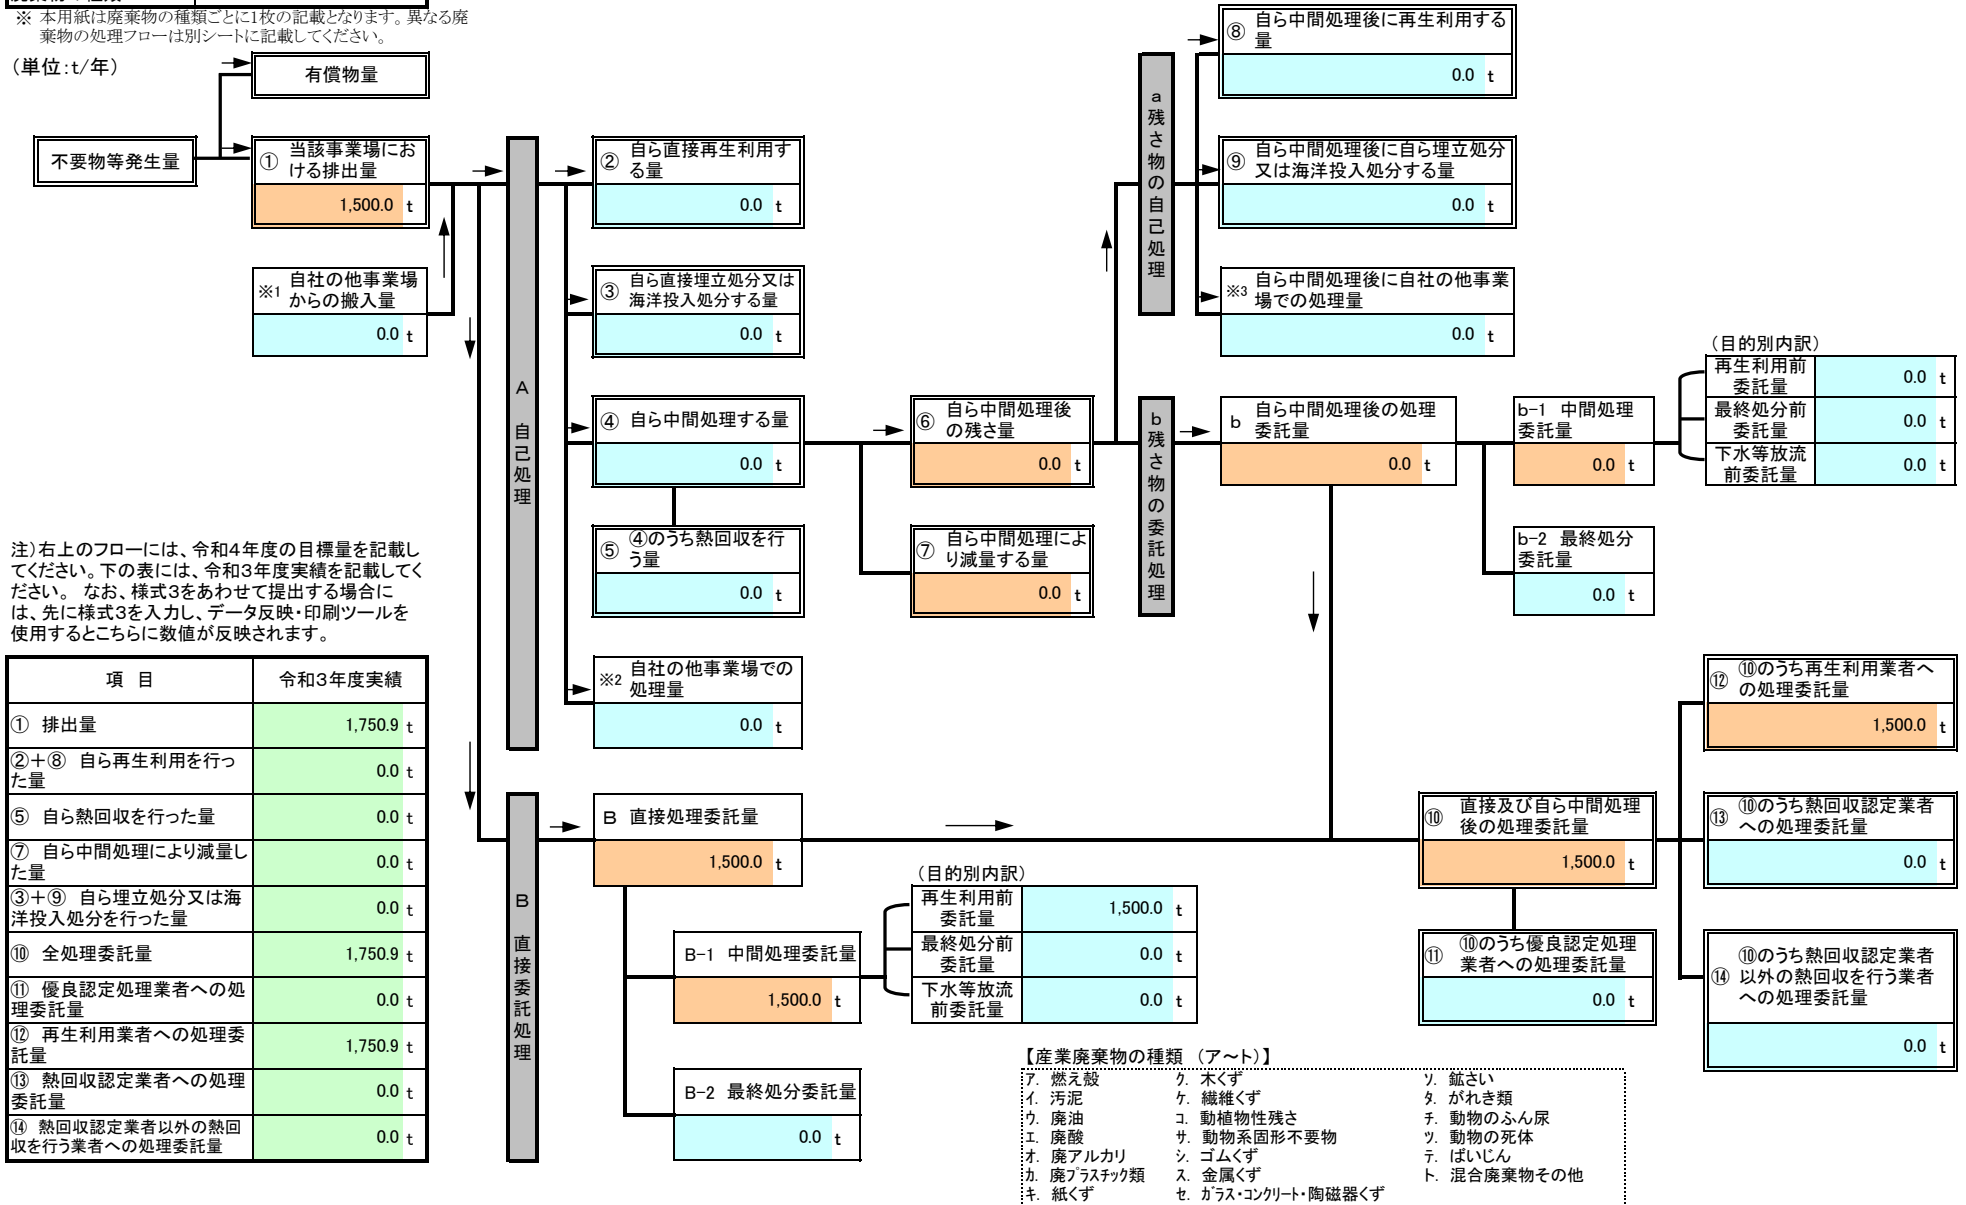 ※ 本用紙は廃棄物の種類ごとに1枚の記載となります。異なる廃
棄物の処理フローは別シートに記載してください。
(単位:t/年)
有償物量
不要物等発生量
① 当該事業場にお
ける排出量
1,500.0 t
※1 自社の他事業場
からの搬入量
0.0 t
A 自己処理
② 自ら直接再生利用す
る量
0.0 t
③ 自ら直接埋立処分又は
海洋投入処分する量
0.0 t
④ 自ら中間処理する量
0.0 t
⑤ ④のうち熱回収を行
う量
0.0 t
※2 自社の他事業場での
処理量
0.0 t
⑥ 自ら中間処理後
の残さ量
0.0 t
⑦ 自ら中間処理によ
り減量する量
0.0 t
a 残さ物の自己処理
⑧ 自ら中間処理後に再生利用する
量
0.0 t
⑨ 自ら中間処理後に自ら埋立処分
又は海洋投入処分する量
0.0 t
※3 自ら中間処理後に自社の他事業
場での処理量
0.0 t
b 残さ物の委託処理
b 自ら中間処理後の処理
委託量
0.0 t
b-1 中間処理
委託量
0.0 t
(目的別内訳)
再生利用前
委託量
0.0 t
最終処分前
委託量
0.0 t
下水等放流
前委託量
0.0 t
b-2 最終処分
委託量
0.0 t
注)右上のフローには、令和4年度の目標量を記載し
てください。下の表には、令和3年度実績を記載してく
ださい。 なお、様式3をあわせて提出する場合に
は、先に様式3を入力し、データ反映・印刷ツールを
使用するとこちらに数値が反映されます。
項 目 令和3年度実績
① 排出量 1,750.9 t
②+⑧ 自ら再生利用を行っ
た量
0.0 t
⑤ 自ら熱回収を行った量 0.0 t
⑦ 自ら中間処理により減量し
た量
0.0 t
③+⑨ 自ら埋立処分又は海
洋投入処分を行った量
0.0 t
⑩ 全処理委託量 1,750.9 t
⑪ 優良認定処理業者への処
理委託量
0.0 t
⑫ 再生利用業者への処理委
託量
1,750.9 t
⑬ 熱回収認定業者への処理
委託量
0.0 t
⑭ 熱回収認定業者以外の熱回
収を行う業者への処理委託量
0.0 t
B 直接委託処理
B 直接処理委託量
1,500.0 t
B-1 中間処理委託量
1,500.0 t
(目的別内訳)
再生利用前
委託量
1,500.0 t
最終処分前
委託量
0.0 t
下水等放流
前委託量
0.0 t
B-2 最終処分委託量
0.0 t
⑩ 直接及び自ら中間処理
後の処理委託量
1,500.0 t
⑪ ⑩のうち優良認定処理
業者への処理委託量
0.0 t
⑫ ⑩のうち再生利用業者へ
の処理委託量
1,500.0 t
⑬ ⑩のうち熱回収認定業者
への処理委託量
0.0 t
⑭ ⑩のうち熱回収認定業者
以外の熱回収を行う業者
への処理委託量
0.0 t
【産業廃棄物の種類 (ア~ト)】
ア. 燃え殻
イ. 汚泥
ウ. 廃油
エ. 廃酸
オ. 廃アルカリ
カ. 廃プラスチック類
キ. 紙くず
ク. 木くず
ケ. 繊維くず
コ. 動植物性残さ
サ. 動物系固形不要物
シ. ゴムくず
ス. 金属くず
セ. ガラス・コンクリート・陶磁器くず
ソ. 鉱さい
タ. がれき類
チ. 動物のふん尿
ツ. 動物の死体
テ. ばいじん
ト. 混合廃棄物その他